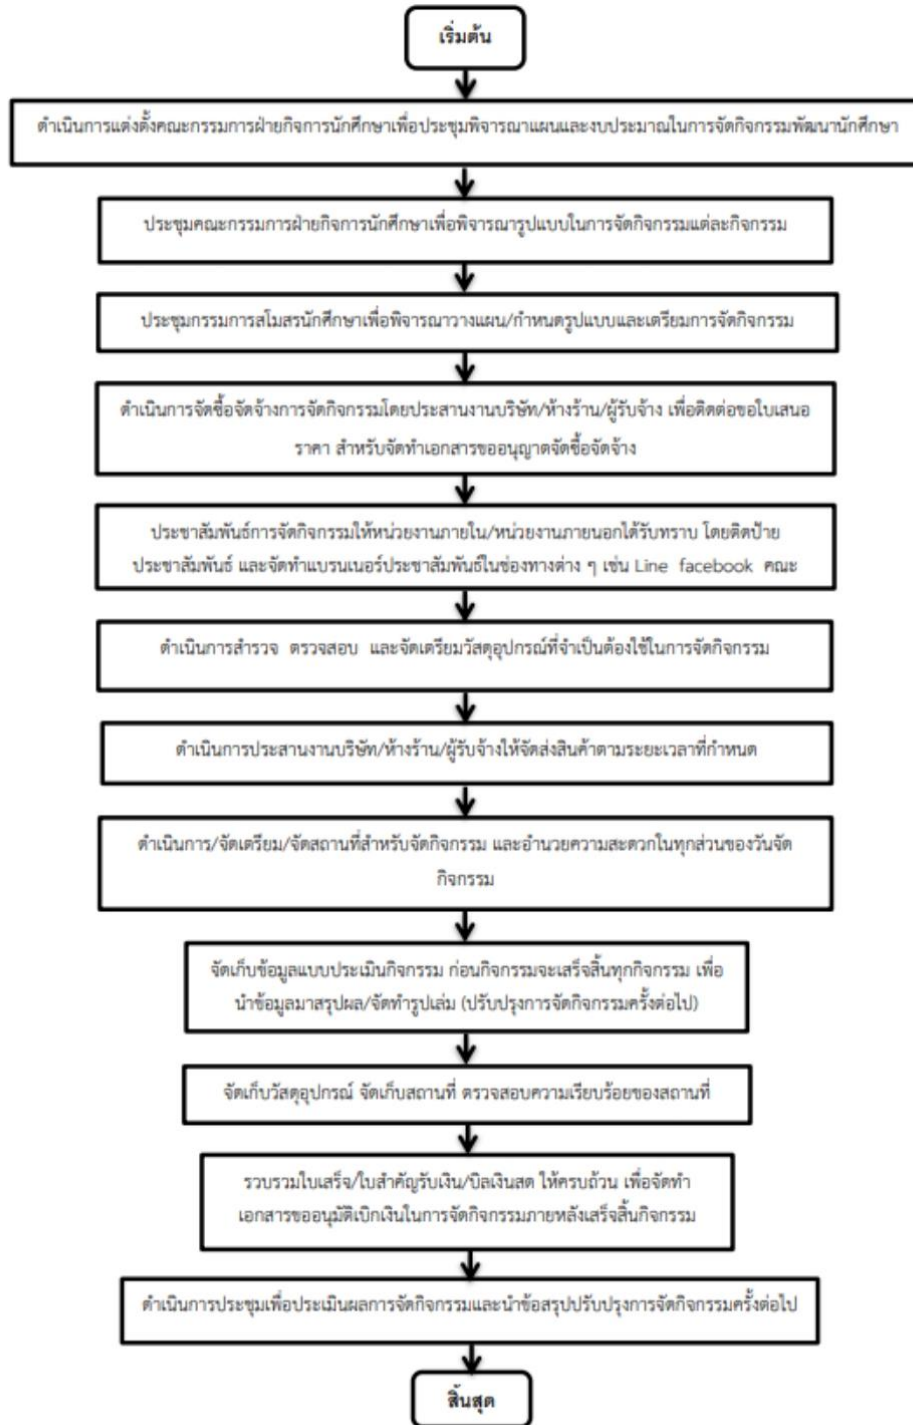 เริ่มต้น
ดำเนินการแต่งตั้งคณะกรรมการฝ่ายกิจการนักศึกษาเพื่อประชุมพิจารณาแผนและงบประมาณในการจัดกิจกรรมพัฒนานักศึกษา
ประชุมคณะกรรมการฝ่ายกิจการนักศึกษาเพื่อพิจารณารูปแบบในการจัดกิจกรรมแต่ละกิจกรรม
ประชุมกรรมการสโมสรนักศึกษาเพื่อพิจารณาวางแผน/กำหนดรูปแบบและเตรียมการจัดกิจกรรม
ดำเนินการจัดซื้อจัดจ้างการจัดกิจกรรมโดยประสานงานบริษัท/ห้างร้าน/ผู้รับจ้าง เพื่อติดต่อขอใบเสนอ
ราคา สำหรับจัดทำเอกสารขออนุญาตจัดซื้อจัดจ้าง
ประชาสัมพันธ์การจัดกิจกรรมให้หน่วยงานภายใน/หน่วยงานภายนอกได้รับทราบ โดยติดป้าย
ประชาสัมพันธ์ และจัดทำแบรนเนอร์ประชาสัมพันธ์ในช่องทางต่าง ๆ เช่น Line facebook คณะ
ดำเนินการสำรวจ ตรวจสอบ และจัดเตรียมวัสดุอุปกรณ์ที่จำเป็นต้องใช้ในการจัดกิจกรรม
ดำเนินการประสานงานบริษัท/ห้างร้าน/ผู้รับจ้างให้จัดส่งสินค้าตามระยะเวลาที่กำหนด
ดำเนินการ/จัดเตรียม/จัดสถานที่สำหรับจัดกิจกรรม และอำนวยความสะดวกในทุกส่วนของวันจัด
กิจกรรม
จัดเก็บข้อมูลแบบประเมินกิจกรรม ก่อนกิจกรรมจะเสร็จสิ้นทุกกิจกรรม เพื่อ
นำข้อมูลมาสรุปผล/จัดทำรูปเล่ม (ปรับปรุงการจัดกิจกรรมครั้งต่อไป)
จัดเก็บวัสดุอุปกรณ์ จัดเก็บสถานที่ ตรวจสอบความเรียบร้อยของสถานที่
รวบรวมใบเสร็จ/ใบสำคัญรับเงิน/บิลเงินสด ให้ครบถ้วน เพื่อจัดทำ
เอกสารขออนุมัติเบิกเงินในการจัดกิจกรรมภายหลังเสร็จสิ้นกิจกรรม
ดำเนินการประชุมเพื่อประเมินผลการจัดกิจกรรมและนำข้อสรุปปรับปรุงการจัดกิจกรรมครั้งต่อไป
สิ้นสุด